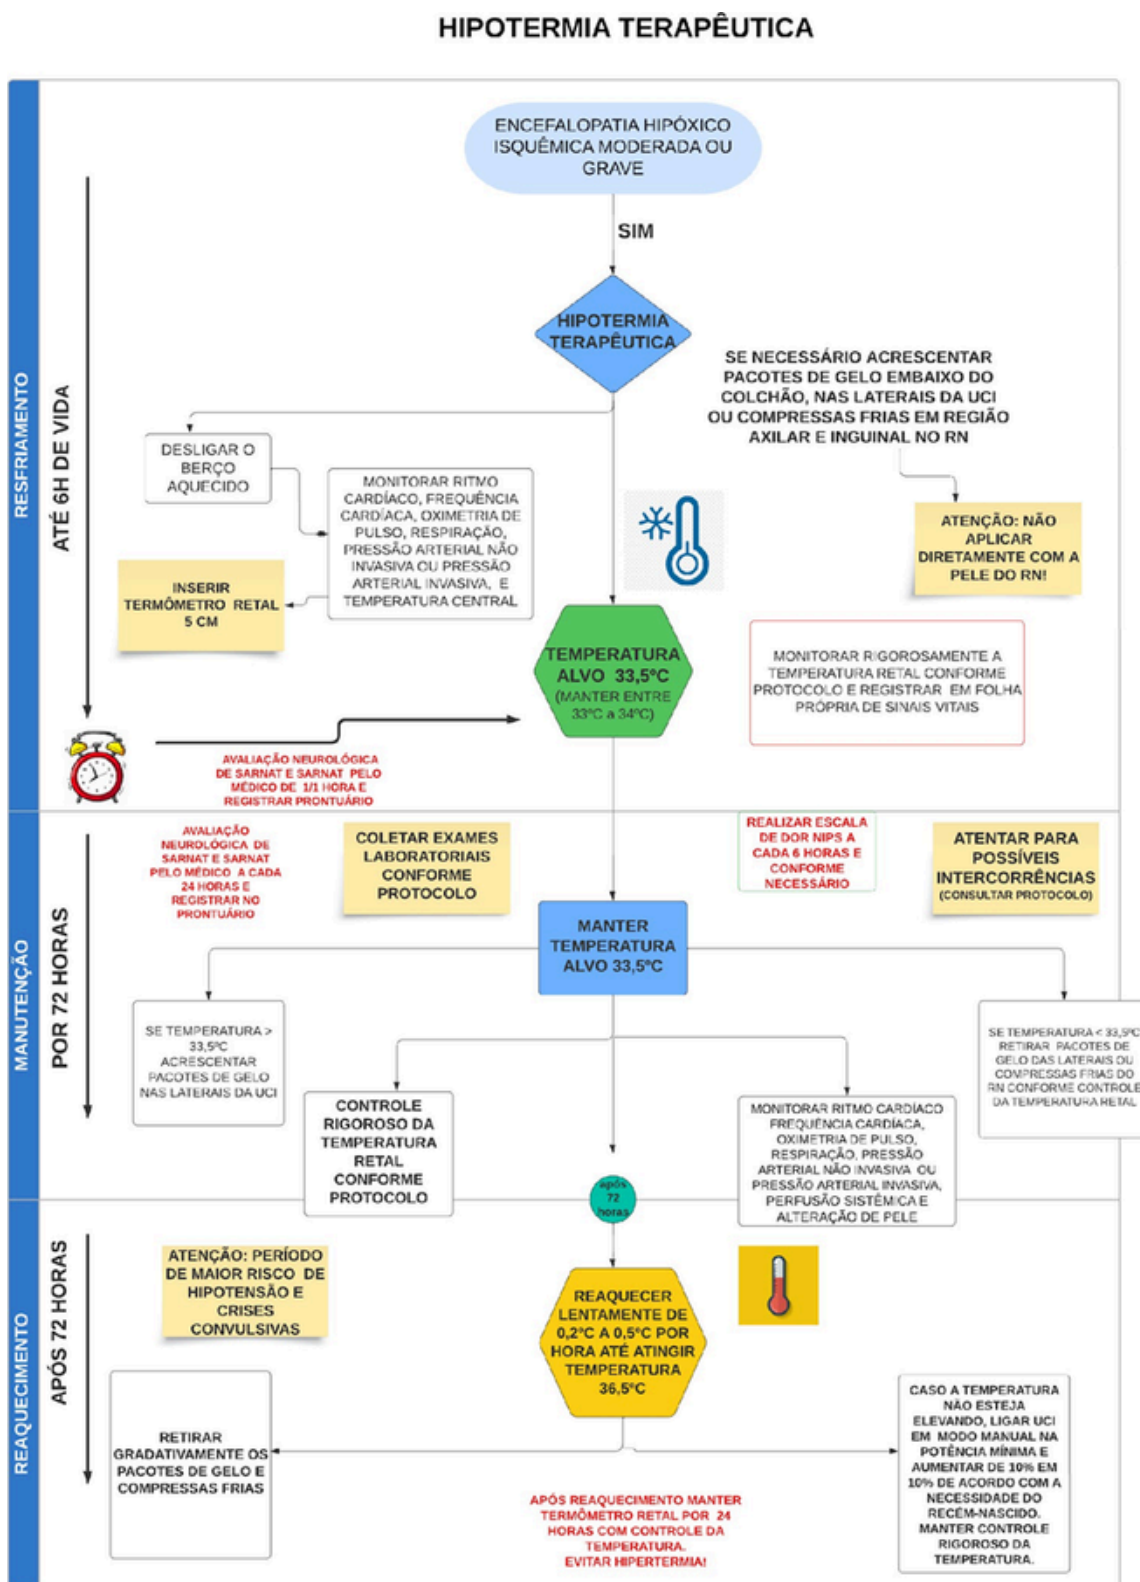 HIPOTERMIA TERAPÊUTICA
RESFRIAMENTO
ATÉ 6H DE VIDA
ENCEFALOPATIA HIPÓXICO
ISQUÊMICA MODERADA OU
GRAVE
SIM
HIPOTERMIA
TERAPÊUTICA
SE NECESSÁRIO ACRESCENTAR
PACOTES DE GELO EMBAIXO DO
COLCHÃO, NAS LATERAIS DA UCI
OU COMPRESSAS FRIAS EM REGIÃO
AXILAR E INGUINAL NO RN
DESLIGAR O
BERÇO
AQUECIDO
MONITORAR RITMO
CARDÍACO, FREQUÊNCIA
CARDÍACA, OXIMETRIA DE
PULSO, RESPIRAÇÃO,
PRESSÃO ARTERIAL NÃO
INVASIVA OU PRESSÃO
ARTERIAL INVASIVA, E
TEMPERATURA CENTRAL
ATENÇÃO: NÃO
APLICAR
DIRETAMENTE COM A
PELE DO RN!
INSERIR
TERMÔMETRO RETAL
5 CM
TEMPERATURA
ALVO 33,5ºC
(MANTER ENTRE
33ºC a 34ºC)
MONITORAR RIGOROSAMENTE A
TEMPERATURA RETAL CONFORME
PROTOCOLO E REGISTRAR EM FOLHA
PRÓPRIA DE SINAIS VITAIS
AVALIAÇÃO NEUROLÓGICA
DE SARNAT E SARNAT PELO
MÉDICO DE 1/1 HORA E
REGISTRAR PRONTUÁRIO
MANUTENÇÃO
POR 72 HORAS
AVALIAÇÃO
NEUROLÓGICA DE
SARNAT E SARNAT
PELO MÉDICO A CADA
24 HORAS E
REGISTRAR NO
PRONTUÁRIO
COLETAR EXAMES
LABORATORIAIS
CONFORME
PROTOCOLO
REALIZAR ESCALA
DE DOR NIPS A
CADA 6 HORAS E
CONFORME
NECESSÁRIO
ATENTAR PARA
POSSÍVEIS
INTERCORRÊNCIAS
(CONSULTAR PROTOCOLO)
MANTER
TEMPERATURA
ALVO 33,5ºC
SE TEMPERATURA >
33,5ºC
ACRESCENTAR
PACOTES DE GELO
NAS LATERAIS DA UCI
CONTROLE
RIGOROSO DA
TEMPERATURA
RETAL
CONFORME
PROTOCOLO
MONITORAR RITMO CARDÍACO
FREQUÊNCIA CARDÍACA,
OXIMETRIA DE PULSO,
RESPIRAÇÃO, PRESSÃO
ARTERIAL NÃO INVASIVA OU
PRESSÃO ARTERIAL INVASIVA,
PERFUSÃO SISTÊMICA E
ALTERAÇÃO DE PELE
SE TEMPERATURA < 33,5ºC
RETIRAR PACOTES DE
GELO DAS LATERAIS OU
COMPRESSAS FRIAS DO
RN CONFORME CONTROLE
DA TEMPERATURA RETAL
após
72
horas
REAQUECIMENTO
APÓS 72 HORAS
ATENÇÃO: PERÍODO
DE MAIOR RISCO DE
HIPOTENSÃO E
CRISES
CONVULSIVAS
REAQUECER
LENTAMENTE DE
0,2ºC A 0,5ºC POR
HORA ATÉ ATINGIR
TEMPERATURA
36,5ºC
RETIRAR
GRADATIVAMENTE OS
PACOTES DE GELO E
COMPRESSAS FRIAS
CASO A TEMPERATURA
NÃO ESTEJA
ELEVANDO, LIGAR UCI
EM MODO MANUAL NA
POTÊNCIA MÍNIMA E
AUMENTAR DE 10% EM
10% DE ACORDO COM A
NECESSIDADE DO
RECÉM-NASCIDO.
MANTER CONTROLE
RIGOROSO DA
TEMPERATURA.
APÓS REAQUECIMENTO MANTER
TERMÔMETRO RETAL POR 24
HORAS COM CONTROLE DA
TEMPERATURA.
EVITAR HIPERTERMIA!